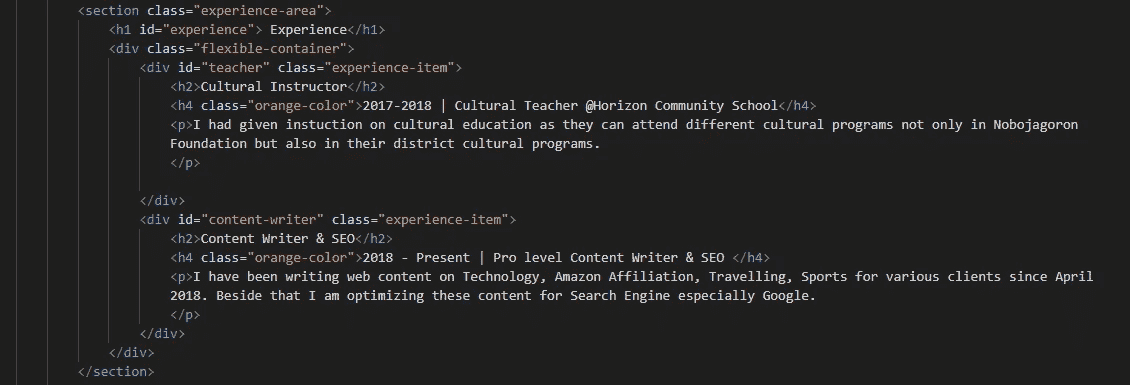 <section class="experience-area">
<h1 id="experience"> Experience</h1>
<div class="flexible-container">
<div id="teacher" class="experience-item">
<h2>Cultural Instructor</h2>
<h4 class="orange-color">2017-2018 | Cultural Teacher @Horizon Community School</h4>
<p>I had given instuction on cultural education as they can attend different cultural programs not only in Nobojagoron
Foundation but also in their district cultural programs.
</p>
</div>
<div id="content-writer" class="experience-item">
<h2>Content Writer & SEO</h2>
<h4 class="orange-color">2018 - Present | Pro level Content Writer & SEO </h4>
<p>I have been writing web content on Technology, Amazon Affiliation, Travelling, Sports for various clients since April
2018. Beside that I am optimizing these content for Search Engine especially Google.
</p>
</div>
</div>
</section>